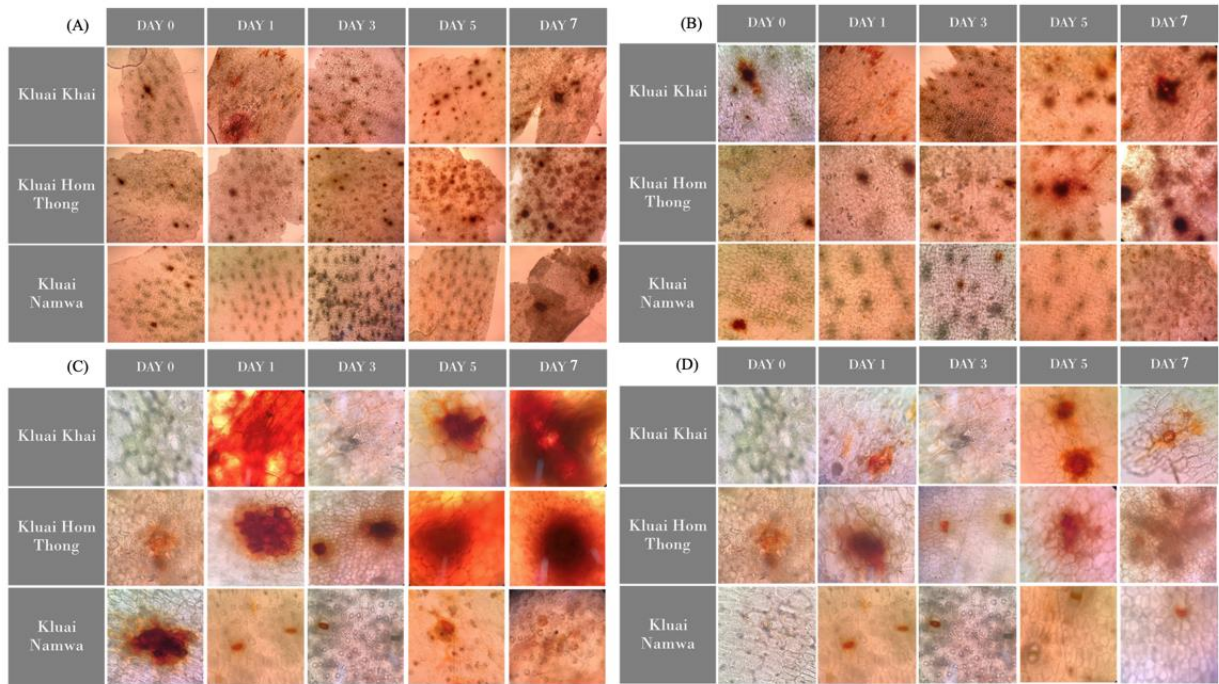 (A) DAY 0 DAY 1 DAY 3 DAY 5 DAY 7
Kluai Khai
Kluai Hom
Thong
Kluai
Namwa
(B) DAY 0 DAY 1 DAY 3 DAY 5 DAY 7
Kluai Khai
Kluai Hom
Thong
Kluai
Namwa
(C) DAY 0 DAY 1 DAY 3 DAY 5 DAY 7
Kluai Khai
Kluai Hom
Thong
Kluai
Namwa
(D) DAY 0 DAY 1 DAY 3 DAY 5 DAY 7
Kluai Khai
Kluai Hom
Thong
Kluai
Namwa